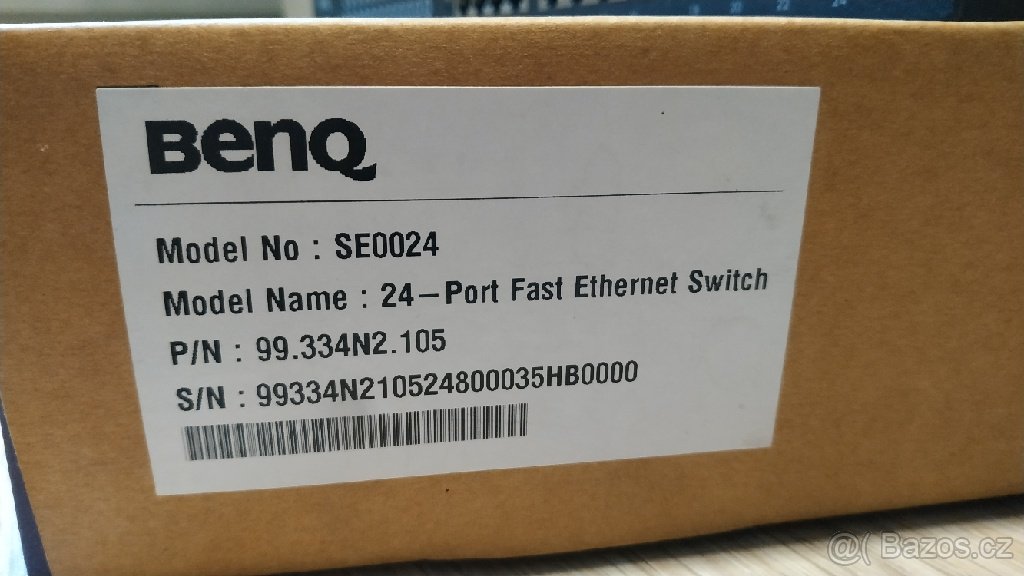 BenQ
Model No : SE0024
Model Name : 24-Port Fast Ethernet Switch
P/N : 99.334N2.105
S/N : 99334N210524800035HB0000
@( Bazos.cz